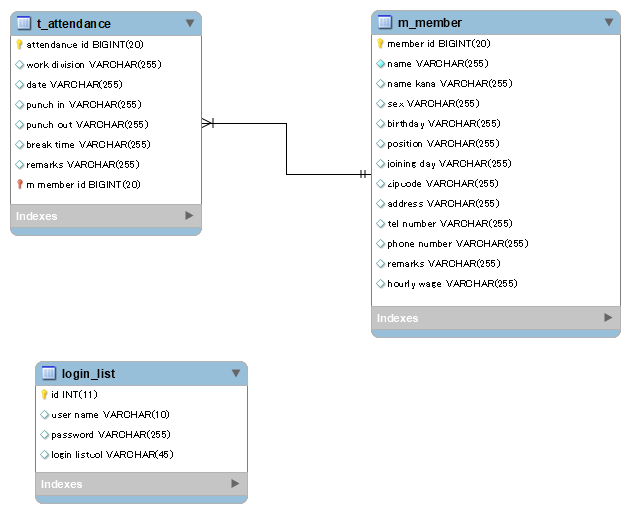 t_attendance
attendance id BIGINT(20)
work division VARCHAR(255)
date VARCHAR(255)
punch in VARCHAR(255)
punch out VARCHAR(255)
break time VARCHAR(255)
remarks VARCHAR(255)
m member id BIGINT(20)
Indexes
m_member
member id BIGINT(20)
name VARCHAR(255)
name kana VARCHAR(255)
sex VARCHAR(255)
birthday VARCHAR(255)
position VARCHAR(255)
joining day VARCHAR(255)
zipcode VARCHAR(255)
address VARCHAR(255)
tel number VARCHAR(255)
phone number VARCHAR(255)
remarks VARCHAR(255)
hourly wage VARCHAR(255)
Indexes
login_list
id INT(11)
user name VARCHAR(10)
password VARCHAR(255)
login listcol VARCHAR(45)
Indexes